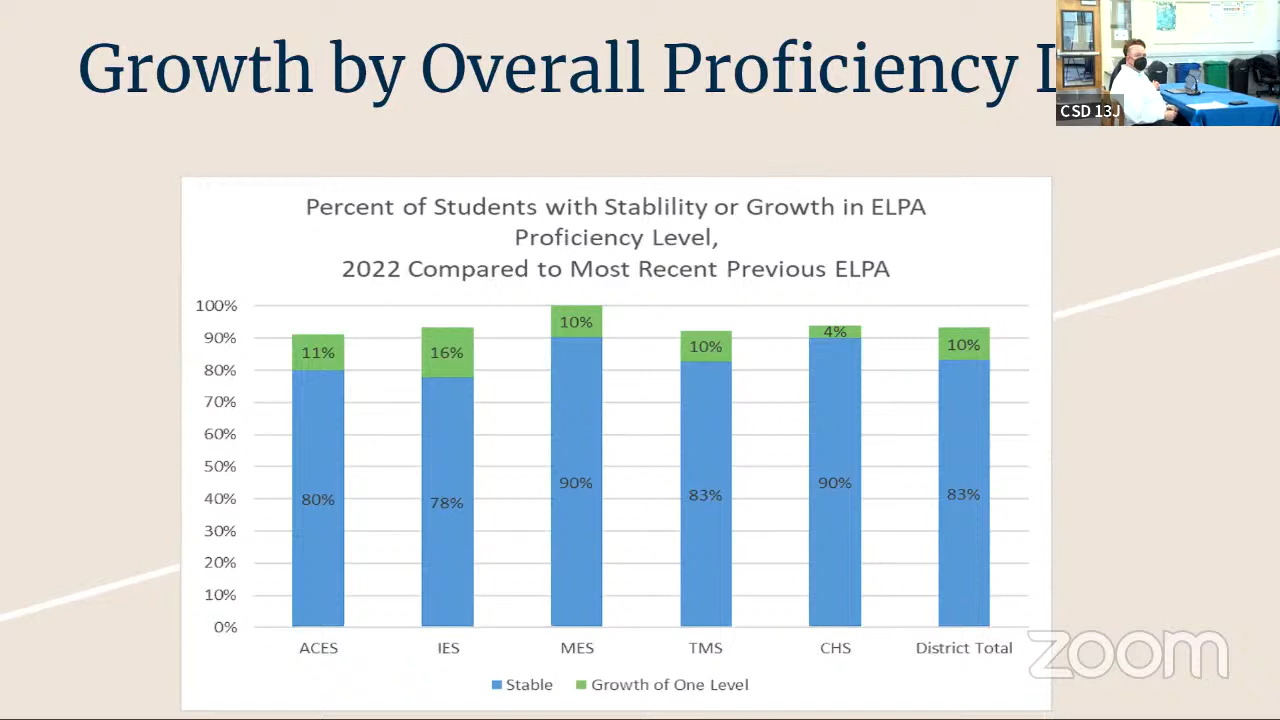 Growth by Overall Proficiency
CSD 13J
Percent of Students with Stablility or Growth in ELPA
Proficiency Level,
2022 Compared to Most Recent Previous ELPA
100%
90%
80%
70%
60%
50%
40%
30%
20%
10%
0%
11%
16%
10%
10%
4%
10%
80%
78%
90%
83%
90%
83%
ACES IES MES TMS CHS District Total
Stable Growth of One Level
zoom